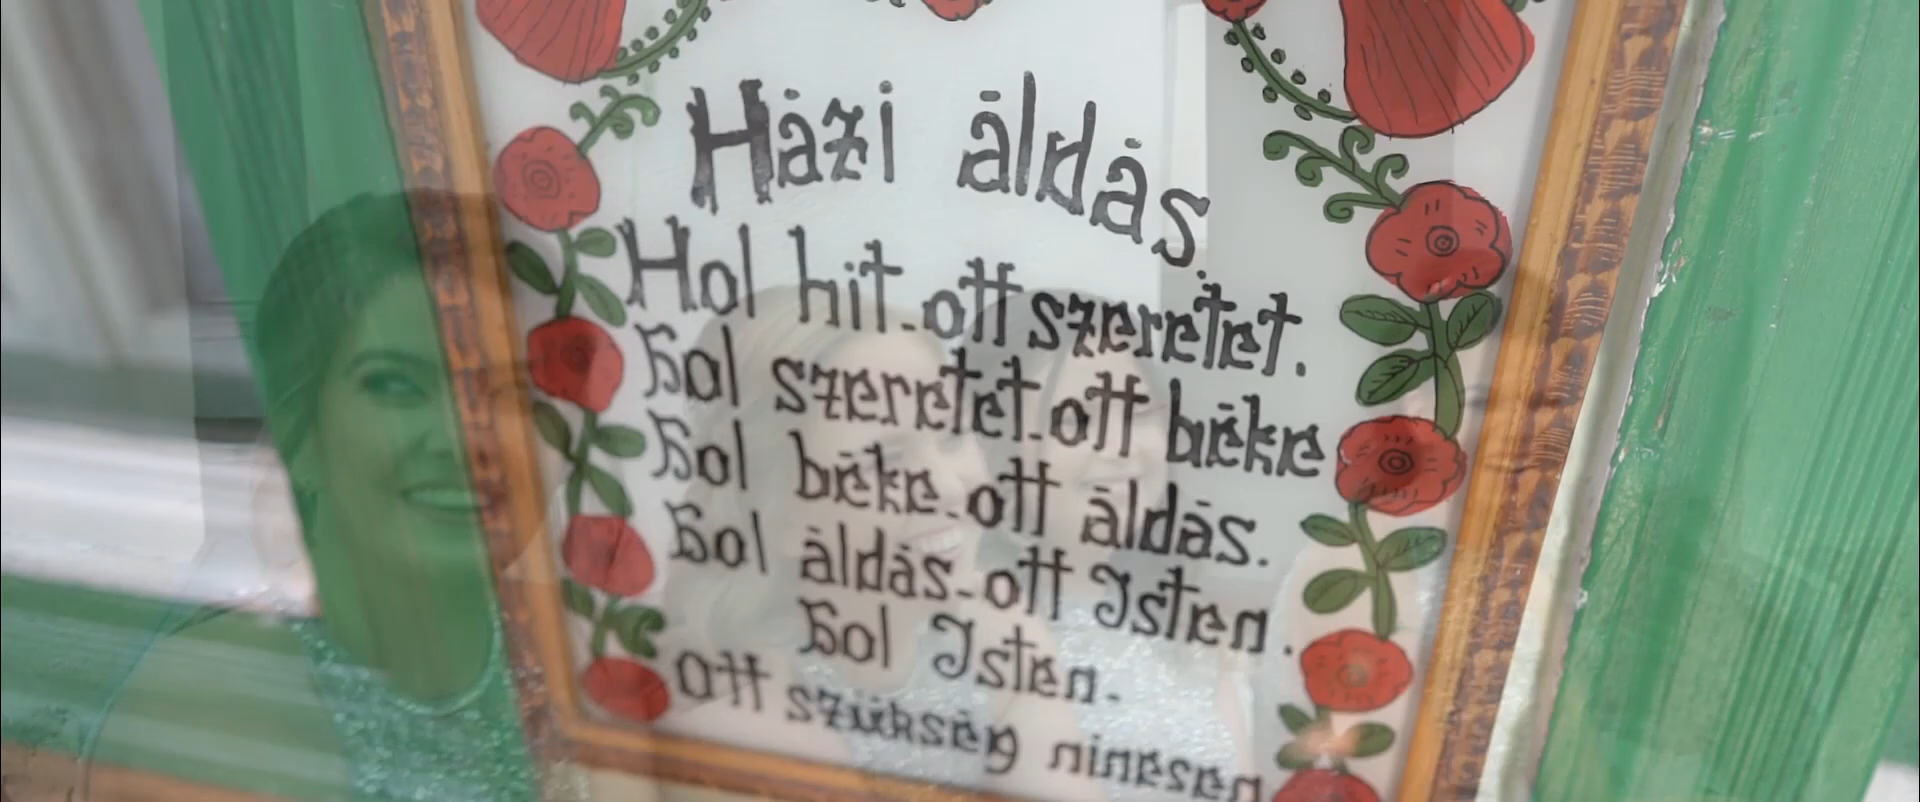 Házi áldás.
Hol hit-ott szeretet.
Hol szeretet-ott béke
Hol béke-ott áldás.
Hol áldás-ott Isten.
Hol Isten-
Ott szükség nincsen